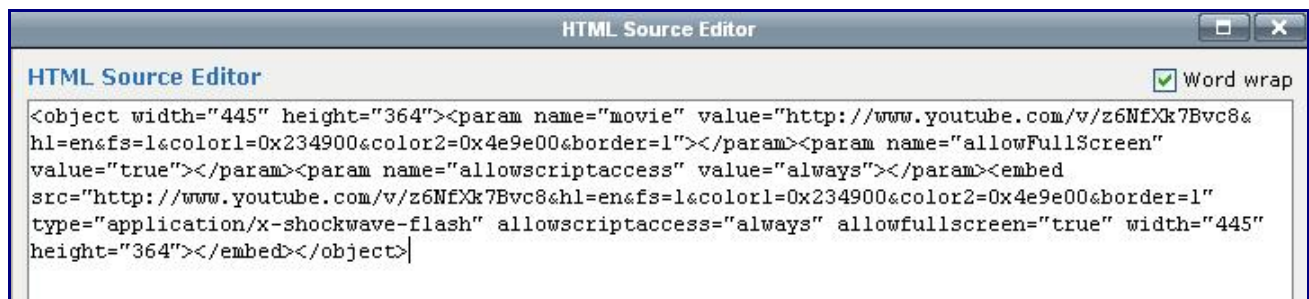 HTML Source Editor
HTML Source Editor
Word wrap
<object width="445" height="364"><param name="movie" value="http://www.youtube.com/v/z6NfXk7Bvc8&
hl=en&fs=1&color1=0x234900&color2=0x4e9e00&border=1"></param><param name="allowFullScreen"
value="true"></param><param name="allowscriptaccess" value="always"></param><embed
src="http://www.youtube.com/v/z6NfXk7Bvc8&hl=en&fs=1&color1=0x234900&color2=0x4e9e00&border=1"
type="application/x-shockwave-flash" allowscriptaccess="always" allowfullscreen="true" width="445"
height="364"></embed></object>